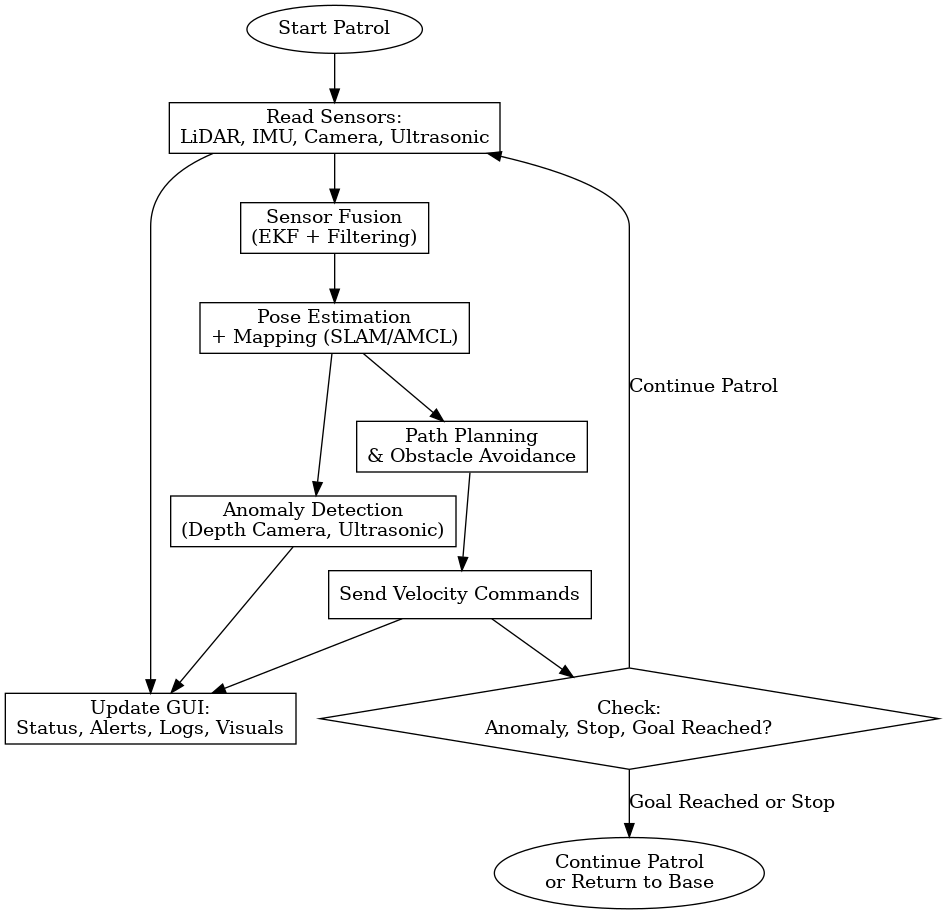 Start Patrol
Read Sensors:
LiDAR, IMU, Camera, Ultrasonic
Sensor Fusion
(EKF + Filtering)
Pose Estimation
+ Mapping (SLAM/AMCL)
Continue Patrol
Path Planning
& Obstacle Avoidance
Anomaly Detection
(Depth Camera, Ultrasonic)
Send Velocity Commands
Update GUI:
Status, Alerts, Logs, Visuals
Check:
Anomaly, Stop, Goal Reached?
Goal Reached or Stop
Continue Patrol
or Return to Base